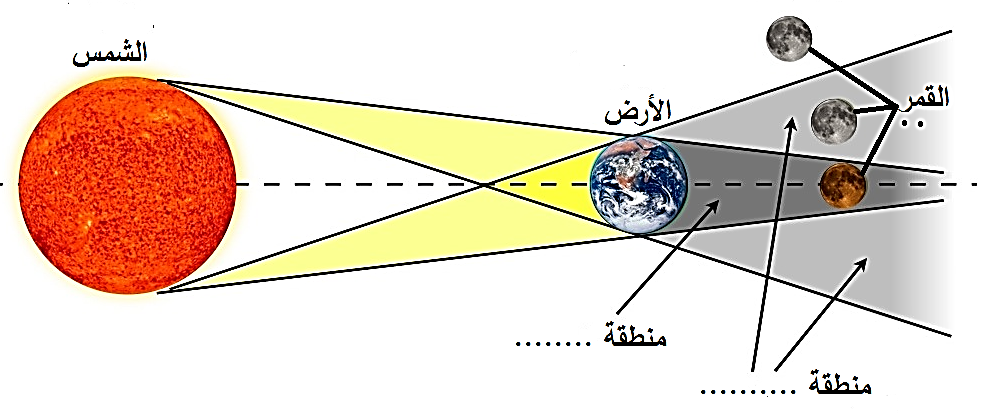 الشمس
الأرض
القمر
منطقة ........
منطقة ..........